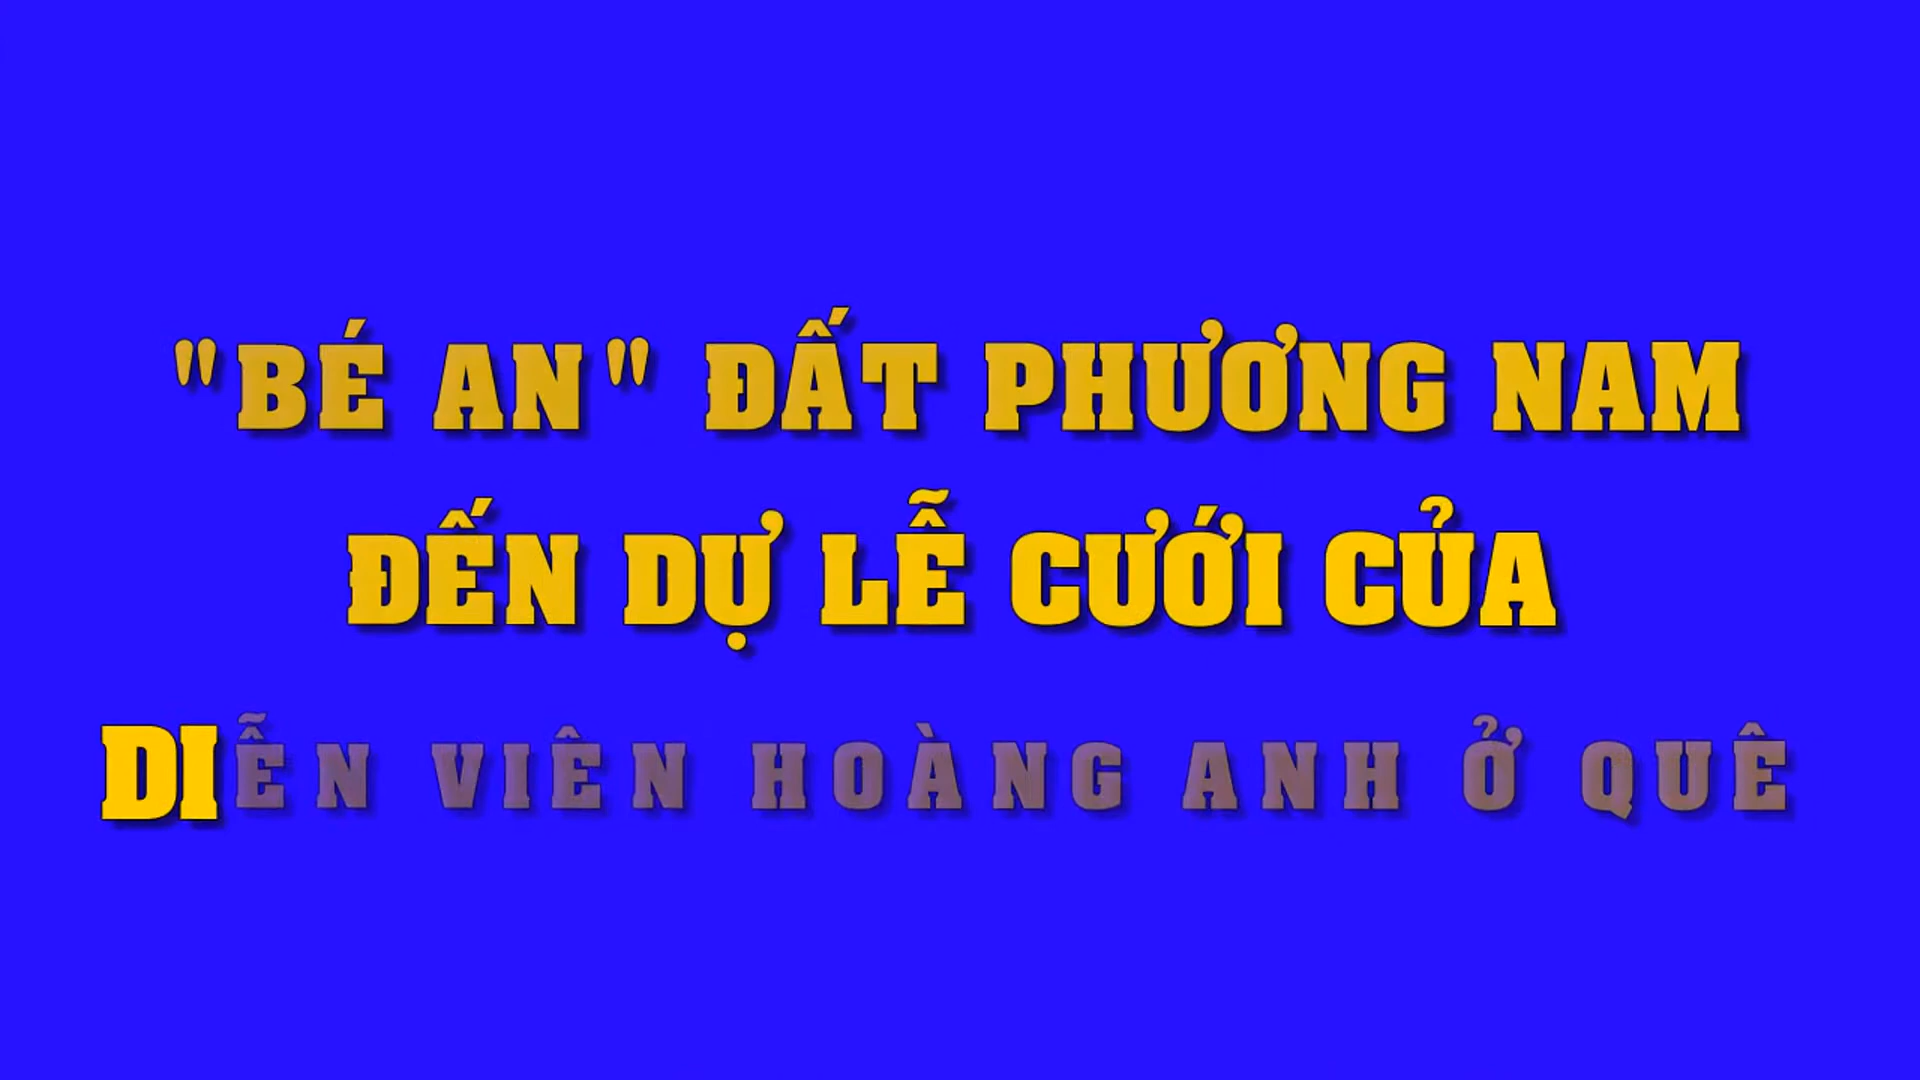 "BÉ AN" ĐẤT PHƯƠNG NAM
ĐẾN DỰ LỄ CƯỚI CỦA
DIỄN VIÊN HOÀNG ANH Ở QUÊ